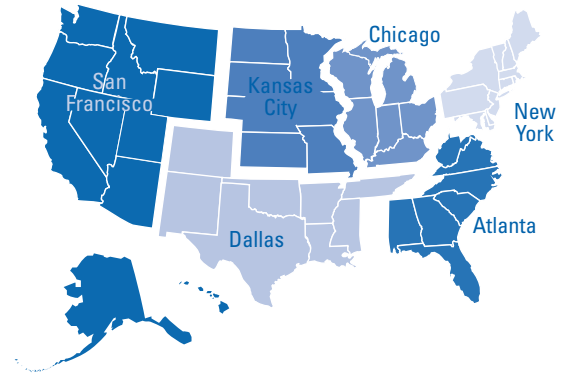 Chicago
San
Francisco
Kansas
City
New
York
Atlanta
Dallas